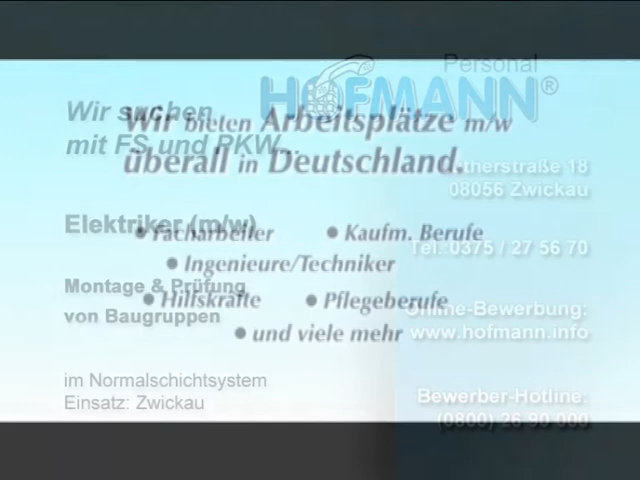 Personal
HOFMANN®
Wir suchen
mit FS und PKW...
Wir bieten Arbeitsplätze m/w
überall in Deutschland.
08056 Zwickau
Elektriker (m/w)
• Facharbeiter
• Kaufm. Berufe
Tel.:0375 / 27 56 70
• Ingenieure/Techniker
Montage & Prüfung
von Baugruppen
• Hilfskräfte
• Pflegeberufe
Online-Bewerbung:
www.hofmann.info
• und viele mehr
im Normalschichtsystem
Einsatz: Zwickau
Bewerber-Hotline:
(0800) 26 90 000